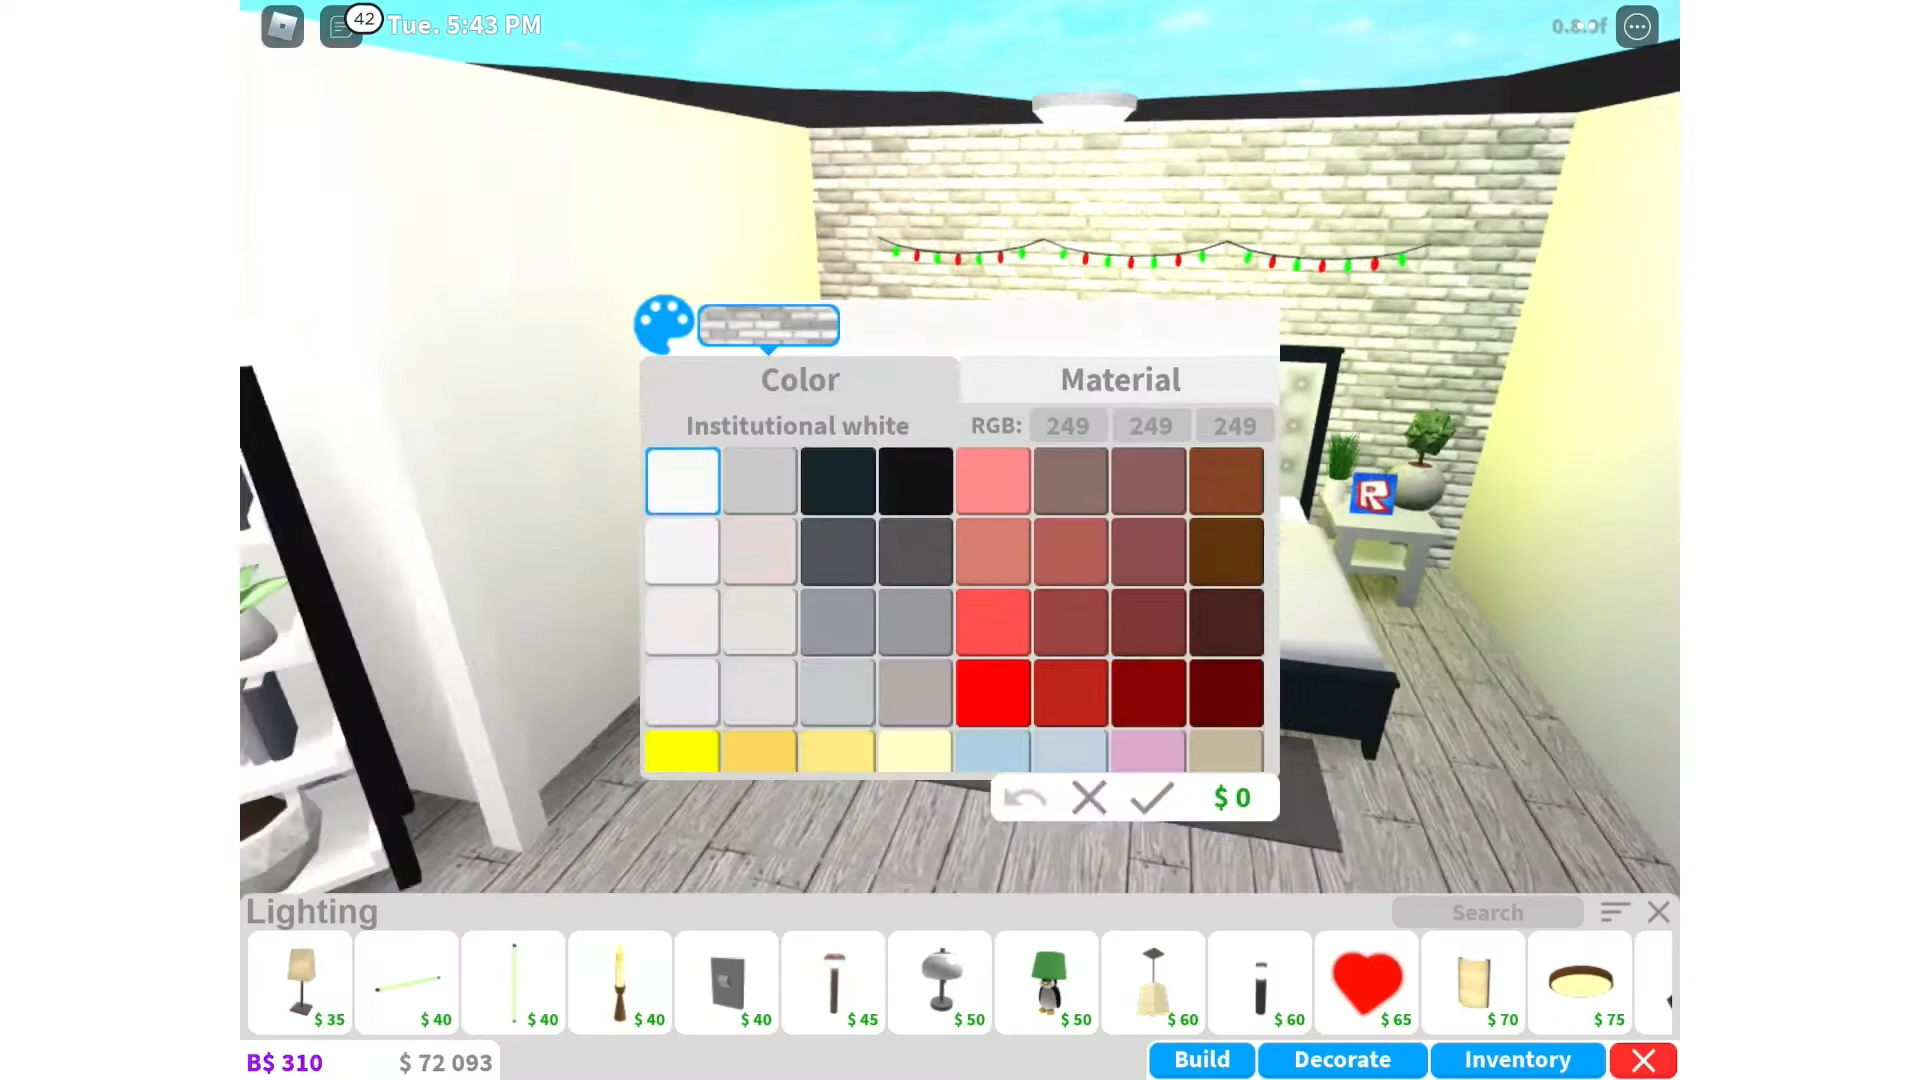 42
Tue. 5:43 PM
Color
Material
Institutional white
RGB: 249 249 249
R
$ 0
Lighting
Search
$ 35
$ 40
$ 40
$ 40
$ 40
$ 45
$ 50
$ 50
$ 60
$ 60
$ 65
$ 70
$ 75
B$ 310
$ 72 093
Build
Decorate
Inventory